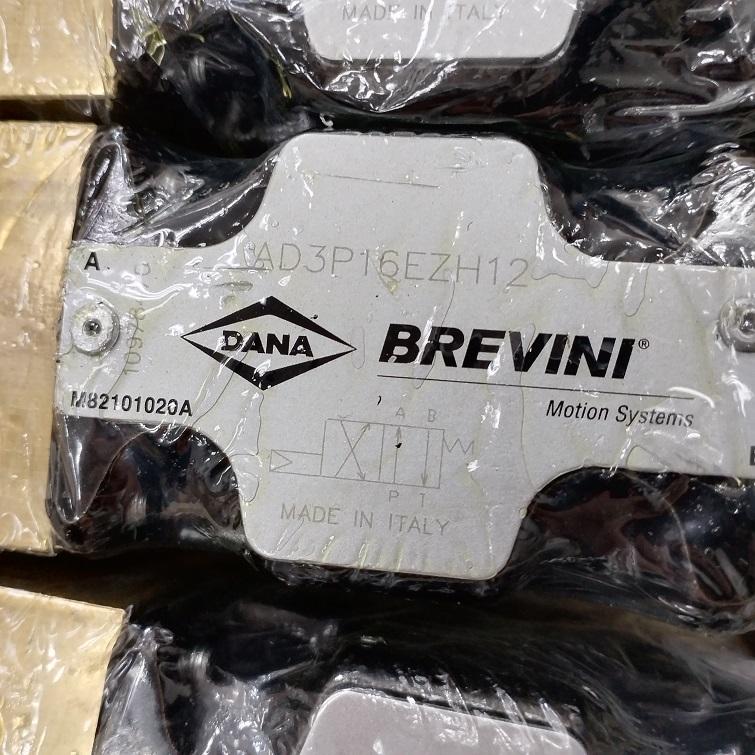 MADE IN ITALY
AD3P16EZH12
A
DANA
BREVINI®
M82101020A
Motion Systems
A B
P T
MADE IN ITALY